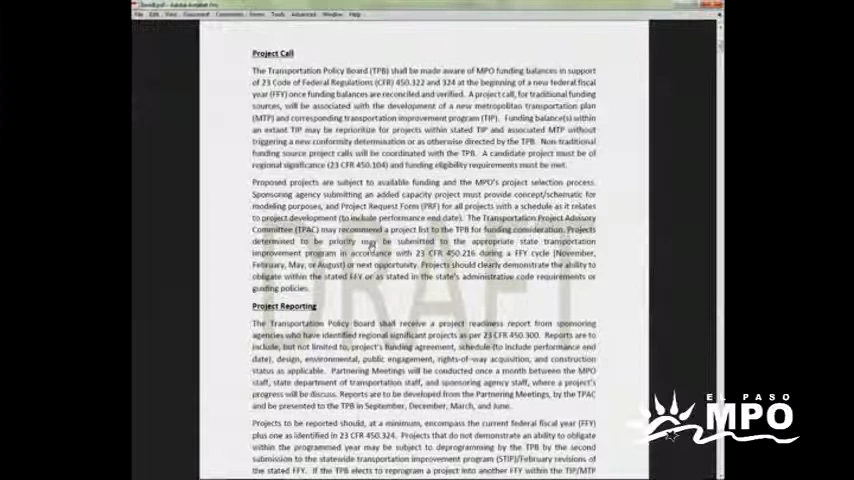 Item8.pdf - Adobe Acrobat Pro
File Edit View Document Comments Forms Tools Advanced Window Help
Project Call
The Transportation Policy Board (TPB) shall be made aware of MPO funding balances in support
of 23 Code of Federal Regulations (CFR) 450.322 and 324 at the beginning of a new federal fiscal
year (FFY) once funding balances are reconciled and verified. A project call, for traditional funding
sources, will be associated with the development of a new metropolitan transportation plan
(MTP) and corresponding transportation improvement program (TIP). Funding balance(s) within
an extant TIP may be reprioritize for projects within stated TIP and associated MTP without
triggering a new conformity determination or as otherwise directed by the TPB. Non-traditional
funding source project calls will be coordinated with the TPB. A candidate project must be of
regional significance (23 CFR 450.104) and funding eligibility requirements must be met.
Proposed projects are subject to available funding and the MPO's project selection process.
Sponsoring agency submitting an added capacity project must provide concept/schematic for
modeling purposes, and Project Request Form (PRF) for all projects with a schedule as it relates
to project development (to include performance end date). The Transportation Project Advisory
Committee (TPAC) may recommend a project list to the TPB for funding consideration. Projects
determined to be priority may be submitted to the appropriate state transportation
improvement program in accordance with 23 CFR 450.216 during a FFY cycle (November,
February, May, or August) or next opportunity. Projects should clearly demonstrate the ability to
obligate within the stated FFY or as stated in the state's administrative code requirements or
guiding policies.
Project Reporting
The Transportation Policy Board shall receive a project readiness report from sponsoring
agencies who have identified regional significant projects as per 23 CFR 450.300. Reports are to
include, but not limited to, project's funding agreement, schedule (to include performance end
date), design, environmental, public engagement, rights-of-way acquisition, and construction
status as applicable. Partnering Meetings will be conducted once a month between the MPO
staff, state department of transportation staff, and sponsoring agency staff, where a project's
progress will be discuss. Reports are to be developed from the Partnering Meetings, by the TPAC
and be presented to the TPB in September, December, March, and June.
Projects to be reported should, at a minimum, encompass the current federal fiscal year (FFY)
plus one as identified in 23 CFR 450.324. Projects that do not demonstrate an ability to obligate
within the programmed year may be subject to deprogramming by the TPB by the second
submission to the statewide transportation improvement program (STIP)/February revisions of
the stated FFY. If the TPB elects to reprogram a project into another FFY within the TIP/MTP
DRAFT
EL PASO
MPO